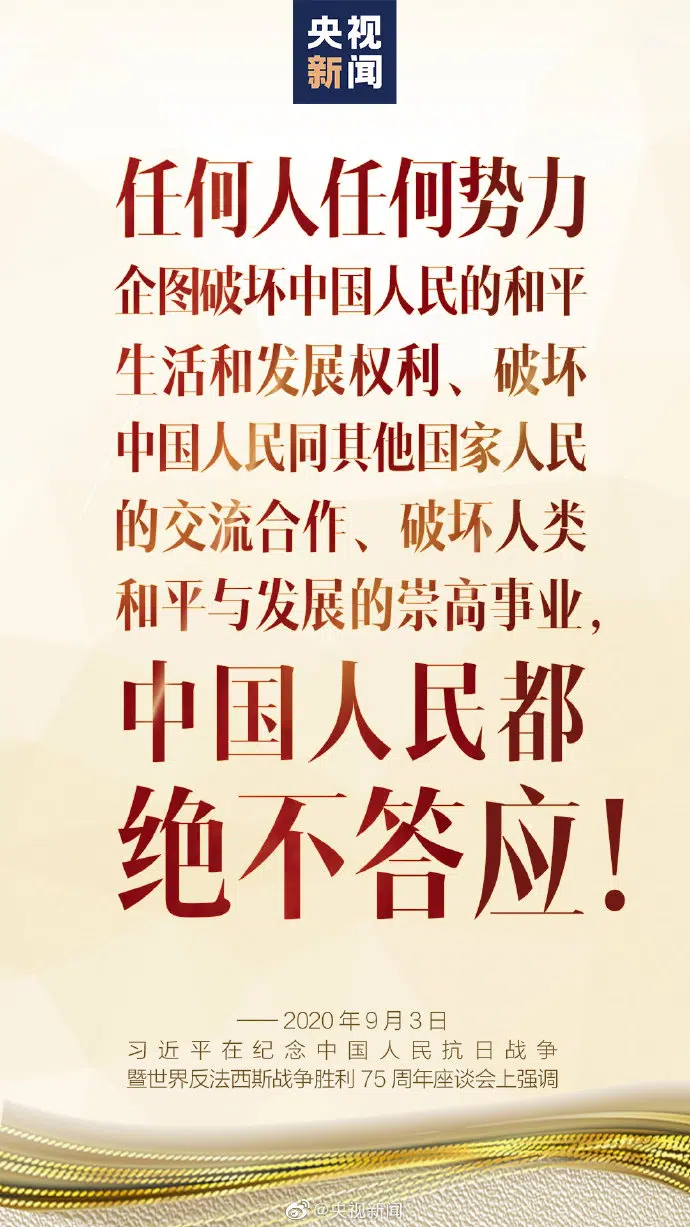 央视
新闻
任何人任何势力
企图破坏中国人民的和平
生活和发展权利、破坏
中国人民同其他国家人民
的交流合作、破坏人类
和平与发展的崇高事业，
中国人民都
绝不答应！
——2020年9月3日
习近平在纪念中国人民抗日战争
暨世界反法西斯战争胜利75周年座谈会上强调
@央视新闻